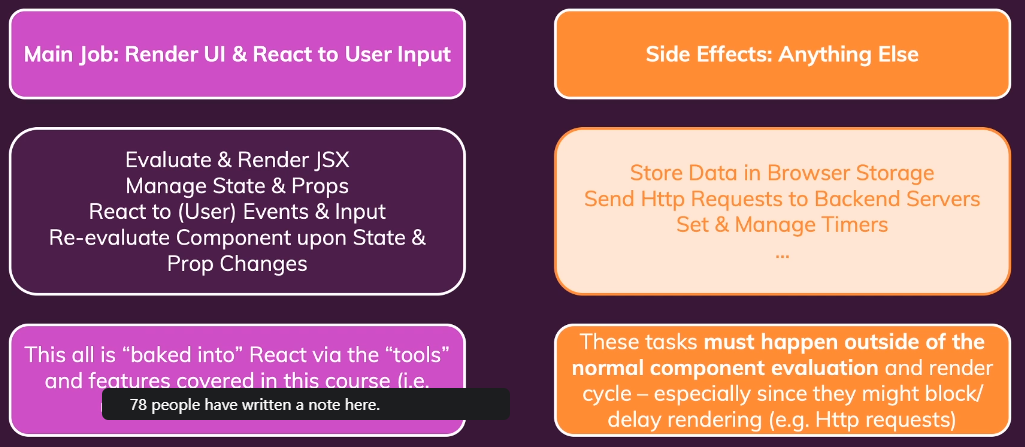 Main Job: Render UI & React to User Input
Evaluate & Render JSX
Manage State & Props
React to (User) Events & Input
Re-evaluate Component upon State &
Prop Changes
This all is “baked into” React via the “tools”
and features covered in this course (i.e.
78 people have written a note here.
Side Effects: Anything Else
Store Data in Browser Storage
Send Http Requests to Backend Servers
Set & Manage Timers
...
These tasks must happen outside of the
normal component evaluation and render
cycle – especially since they might block/
delay rendering (e.g. Http requests)